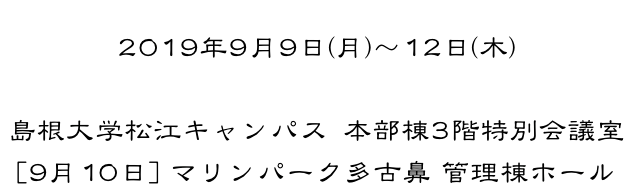 2019年9月9日(月)~12日(木)
島根大学松江キャンパス 本部棟3階特別会議室
[9月10日] マリンパーク多古鼻 管理棟ホール